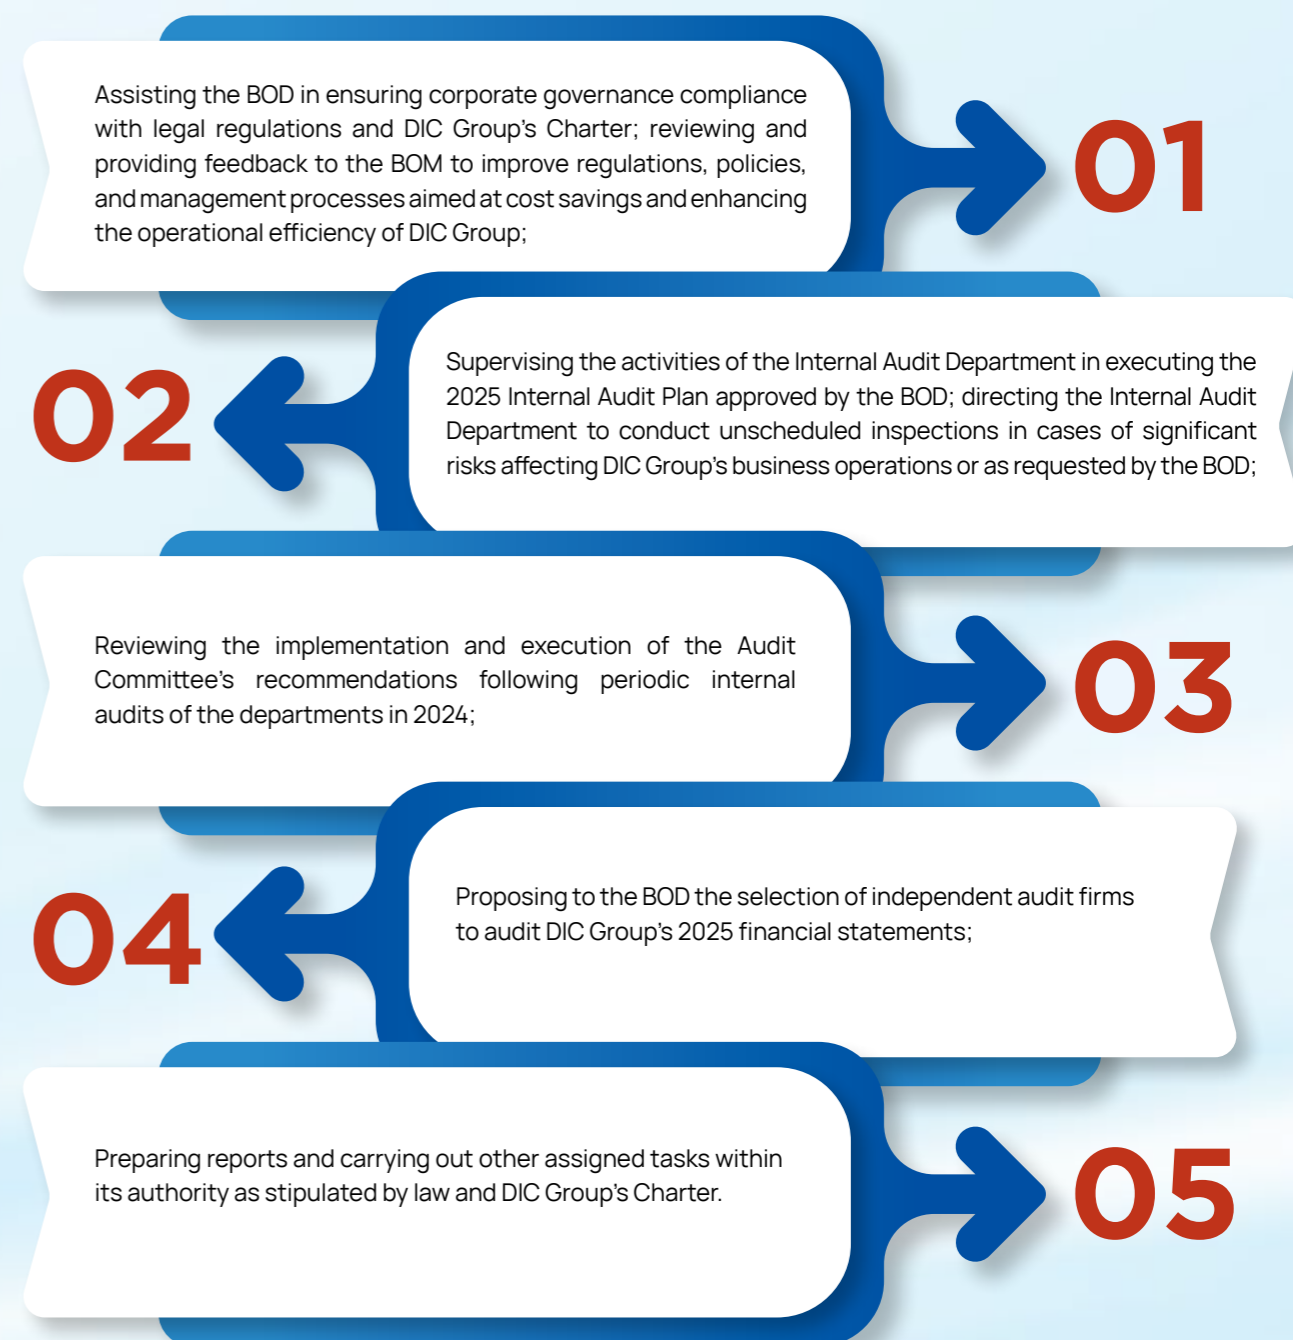 Assisting the BOD in ensuring corporate governance compliance
with legal regulations and DIC Group's Charter; reviewing and
providing feedback to the BOM to improve regulations, policies,
and management processes aimed at cost savings and enhancing
the operational efficiency of DIC Group;
01
02
Supervising the activities of the Internal Audit Department in executing the
2025 Internal Audit Plan approved by the BOD; directing the Internal Audit
Department to conduct unscheduled inspections in cases of significant
risks affecting DIC Group's business operations or as requested by the BOD;
Reviewing the implementation and execution of the Audit
Committee's recommendations following periodic internal
audits of the departments in 2024;
03
04
Proposing to the BOD the selection of independent audit firms
to audit DIC Group's 2025 financial statements;
Preparing reports and carrying out other assigned tasks within
its authority as stipulated by law and DIC Group's Charter.
05